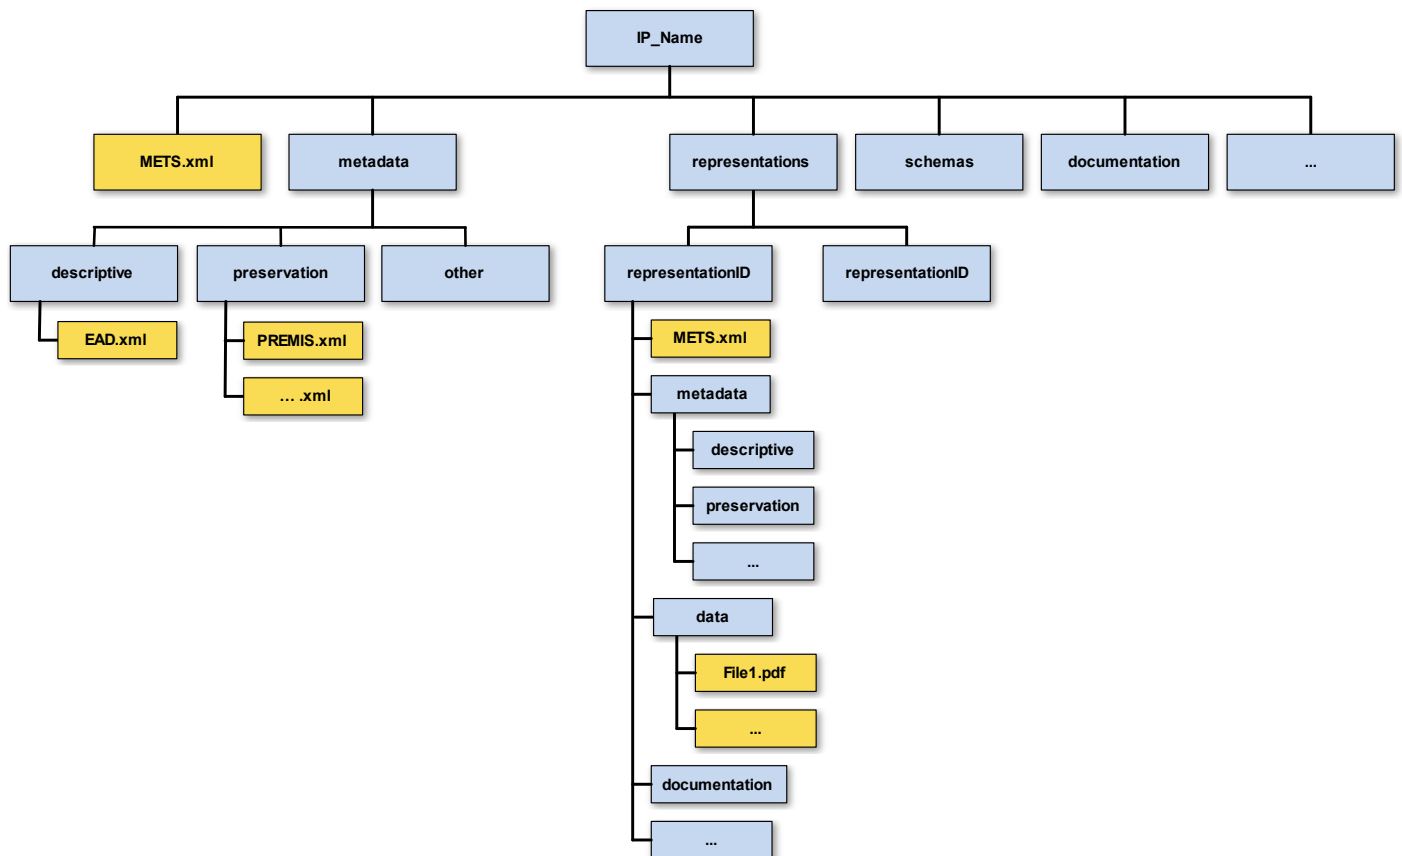 IP_Name
METS.xml
metadata
representations
schemas
documentation
...
descriptive
preservation
other
representationID
representationID
EAD.xml
PREMIS.xml
... .xml
METS.xml
metadata
descriptive
preservation
...
data
File1.pdf
...
documentation
...